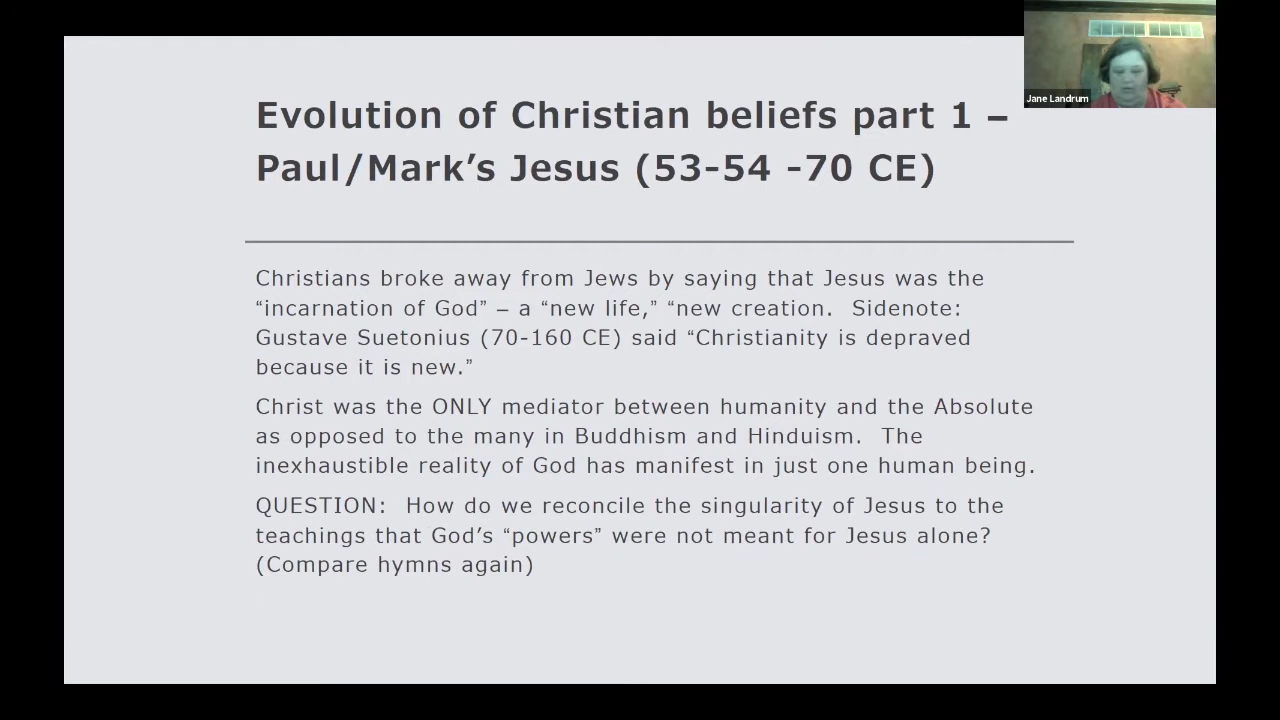 Evolution of Christian beliefs part 1 –
Paul/Mark’s Jesus (53-54 -70 CE)
Jane Landrum
Christians broke away from Jews by saying that Jesus was the
“incarnation of God” – a “new life,” “new creation.  Sidenote:
Gustave Suetonius (70-160 CE) said “Christianity is depraved
because it is new.”
Christ was the ONLY mediator between humanity and the Absolute
as opposed to the many in Buddhism and Hinduism.  The
inexhaustible reality of God has manifest in just one human being.
QUESTION:  How do we reconcile the singularity of Jesus to the
teachings that God’s “powers” were not meant for Jesus alone?
(Compare hymns again)